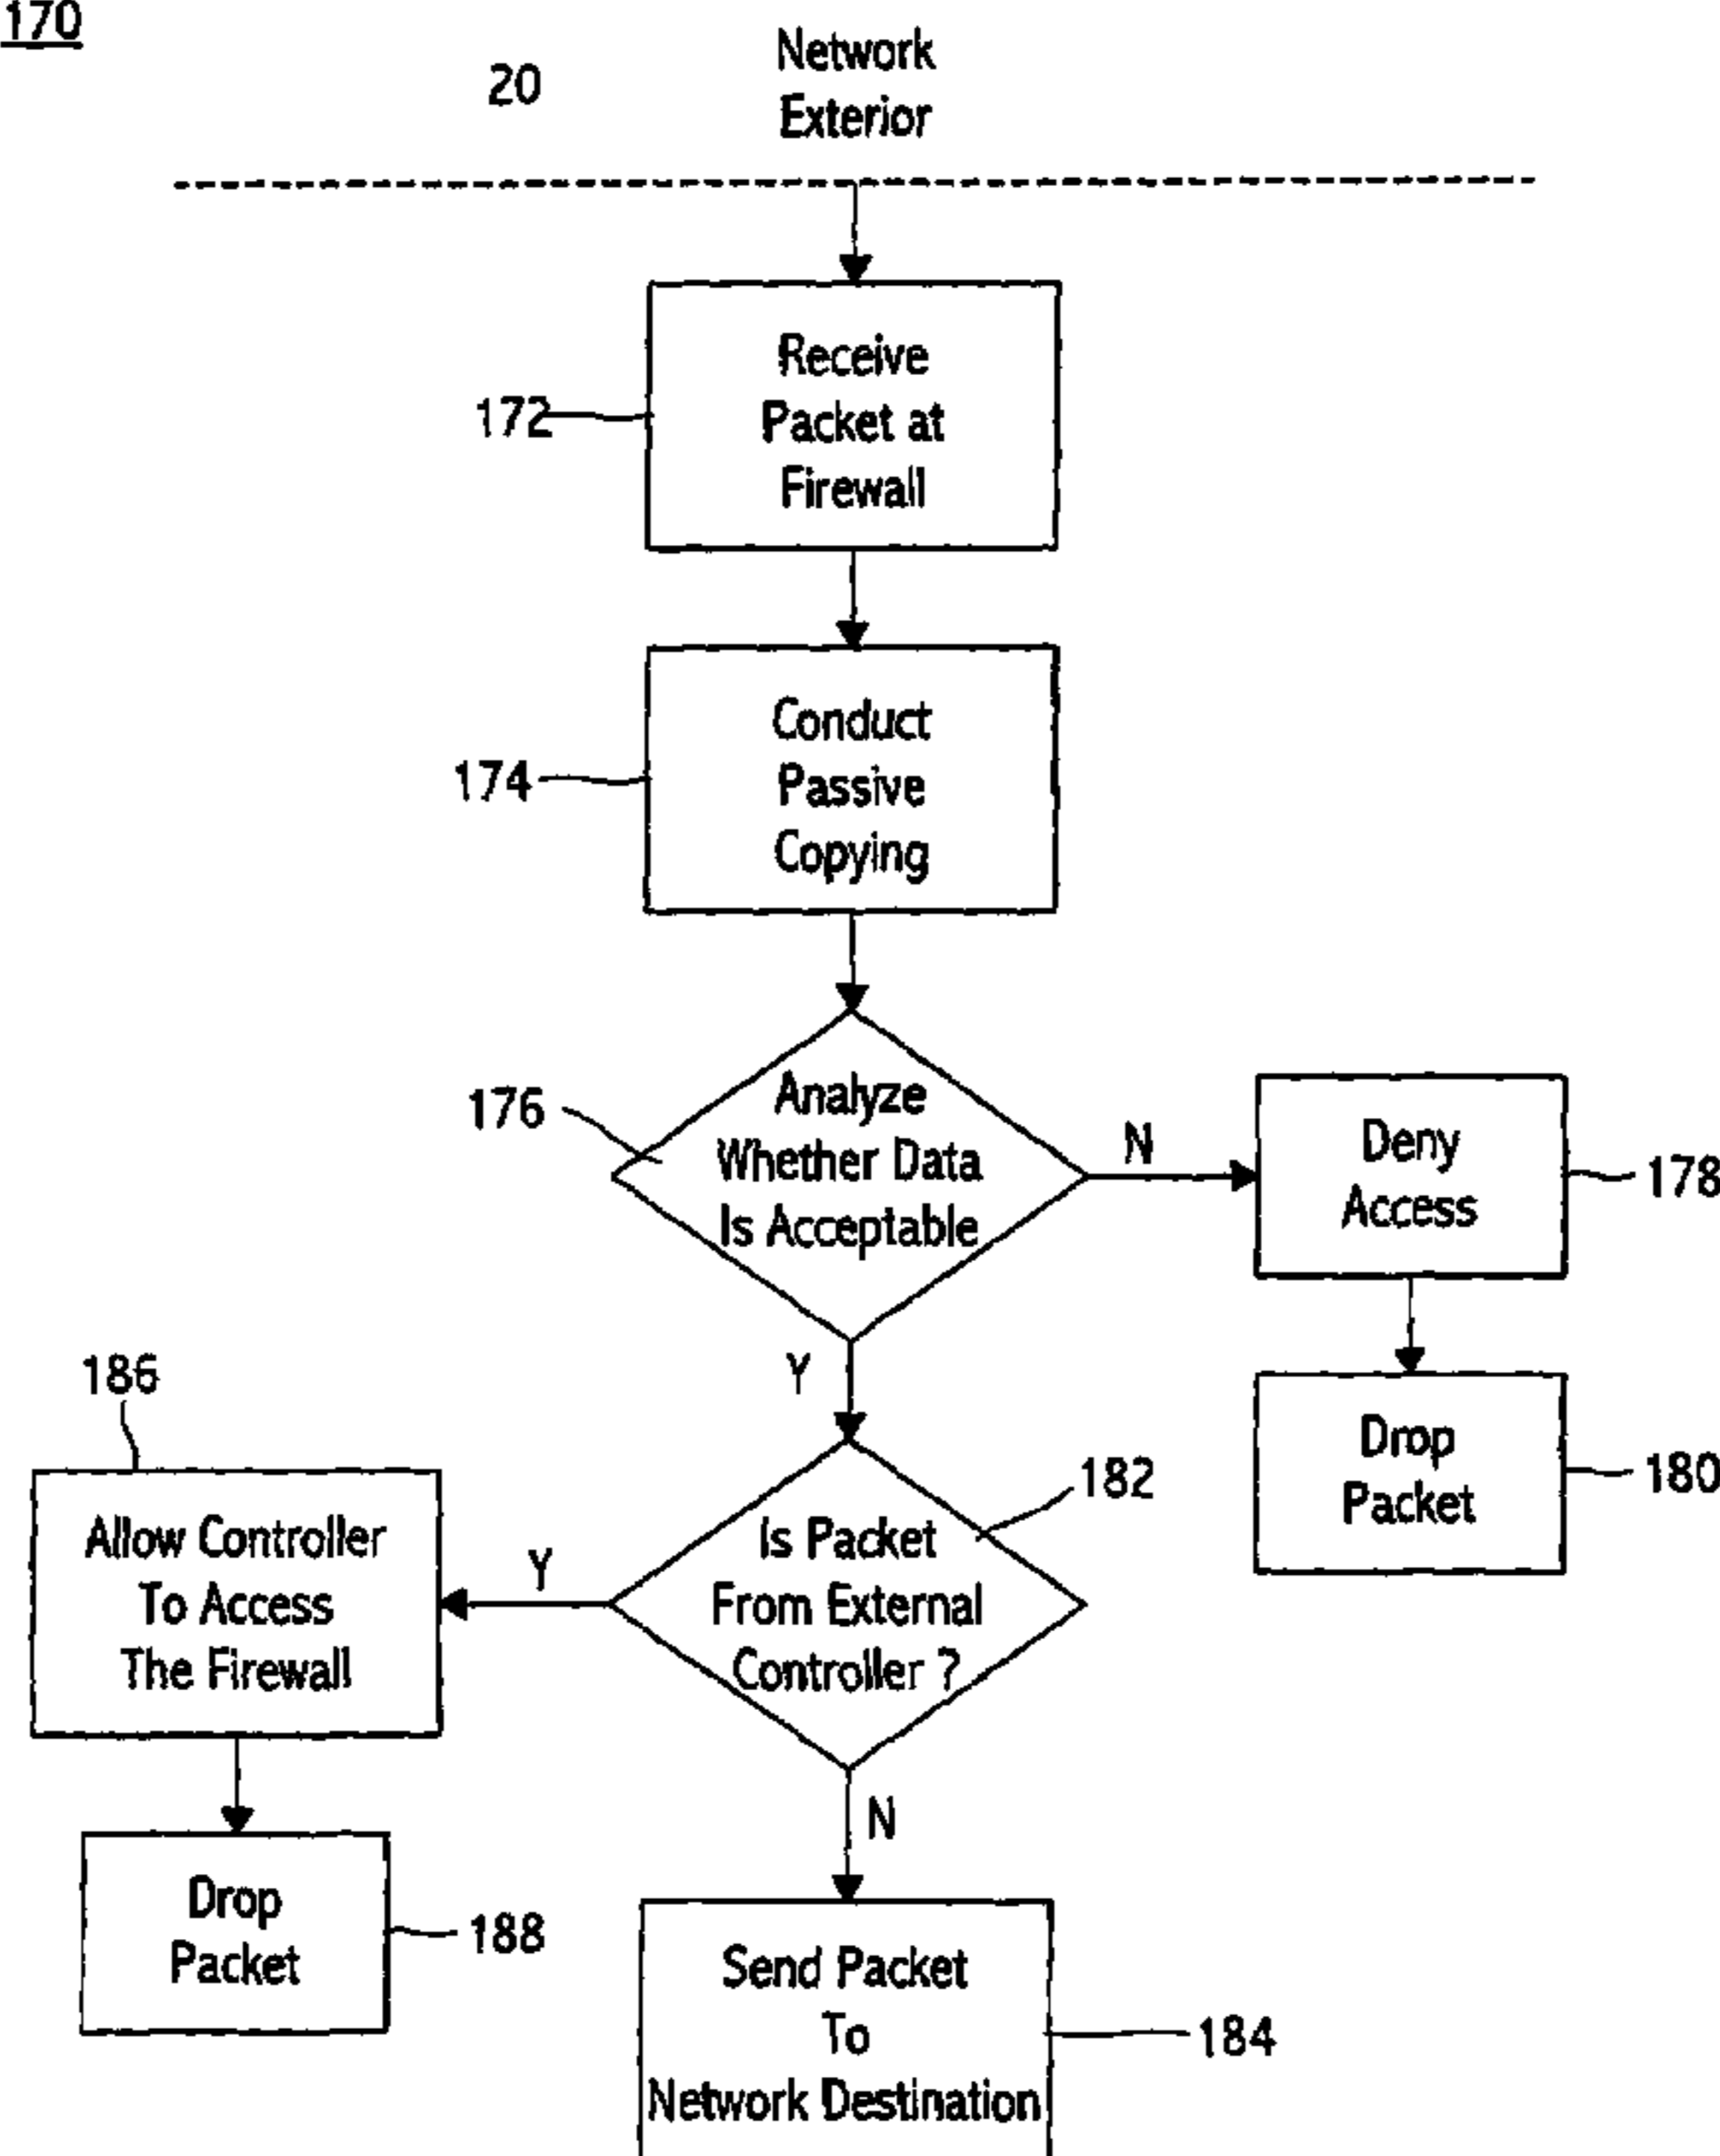 170
20
Network
Exterior
172
Receive
Packet at
Firewall
174
Conduct
Passive
Copying
176
Analyze
Whether Data
Is Acceptable
N
Deny
Access
178
Y
Drop
Packet
180
186
Allow Controller
To Access
The Firewall
Y
182
Is Packet
From External
Controller ?
N
Drop
Packet
188
Send Packet
To
Network Destination
184